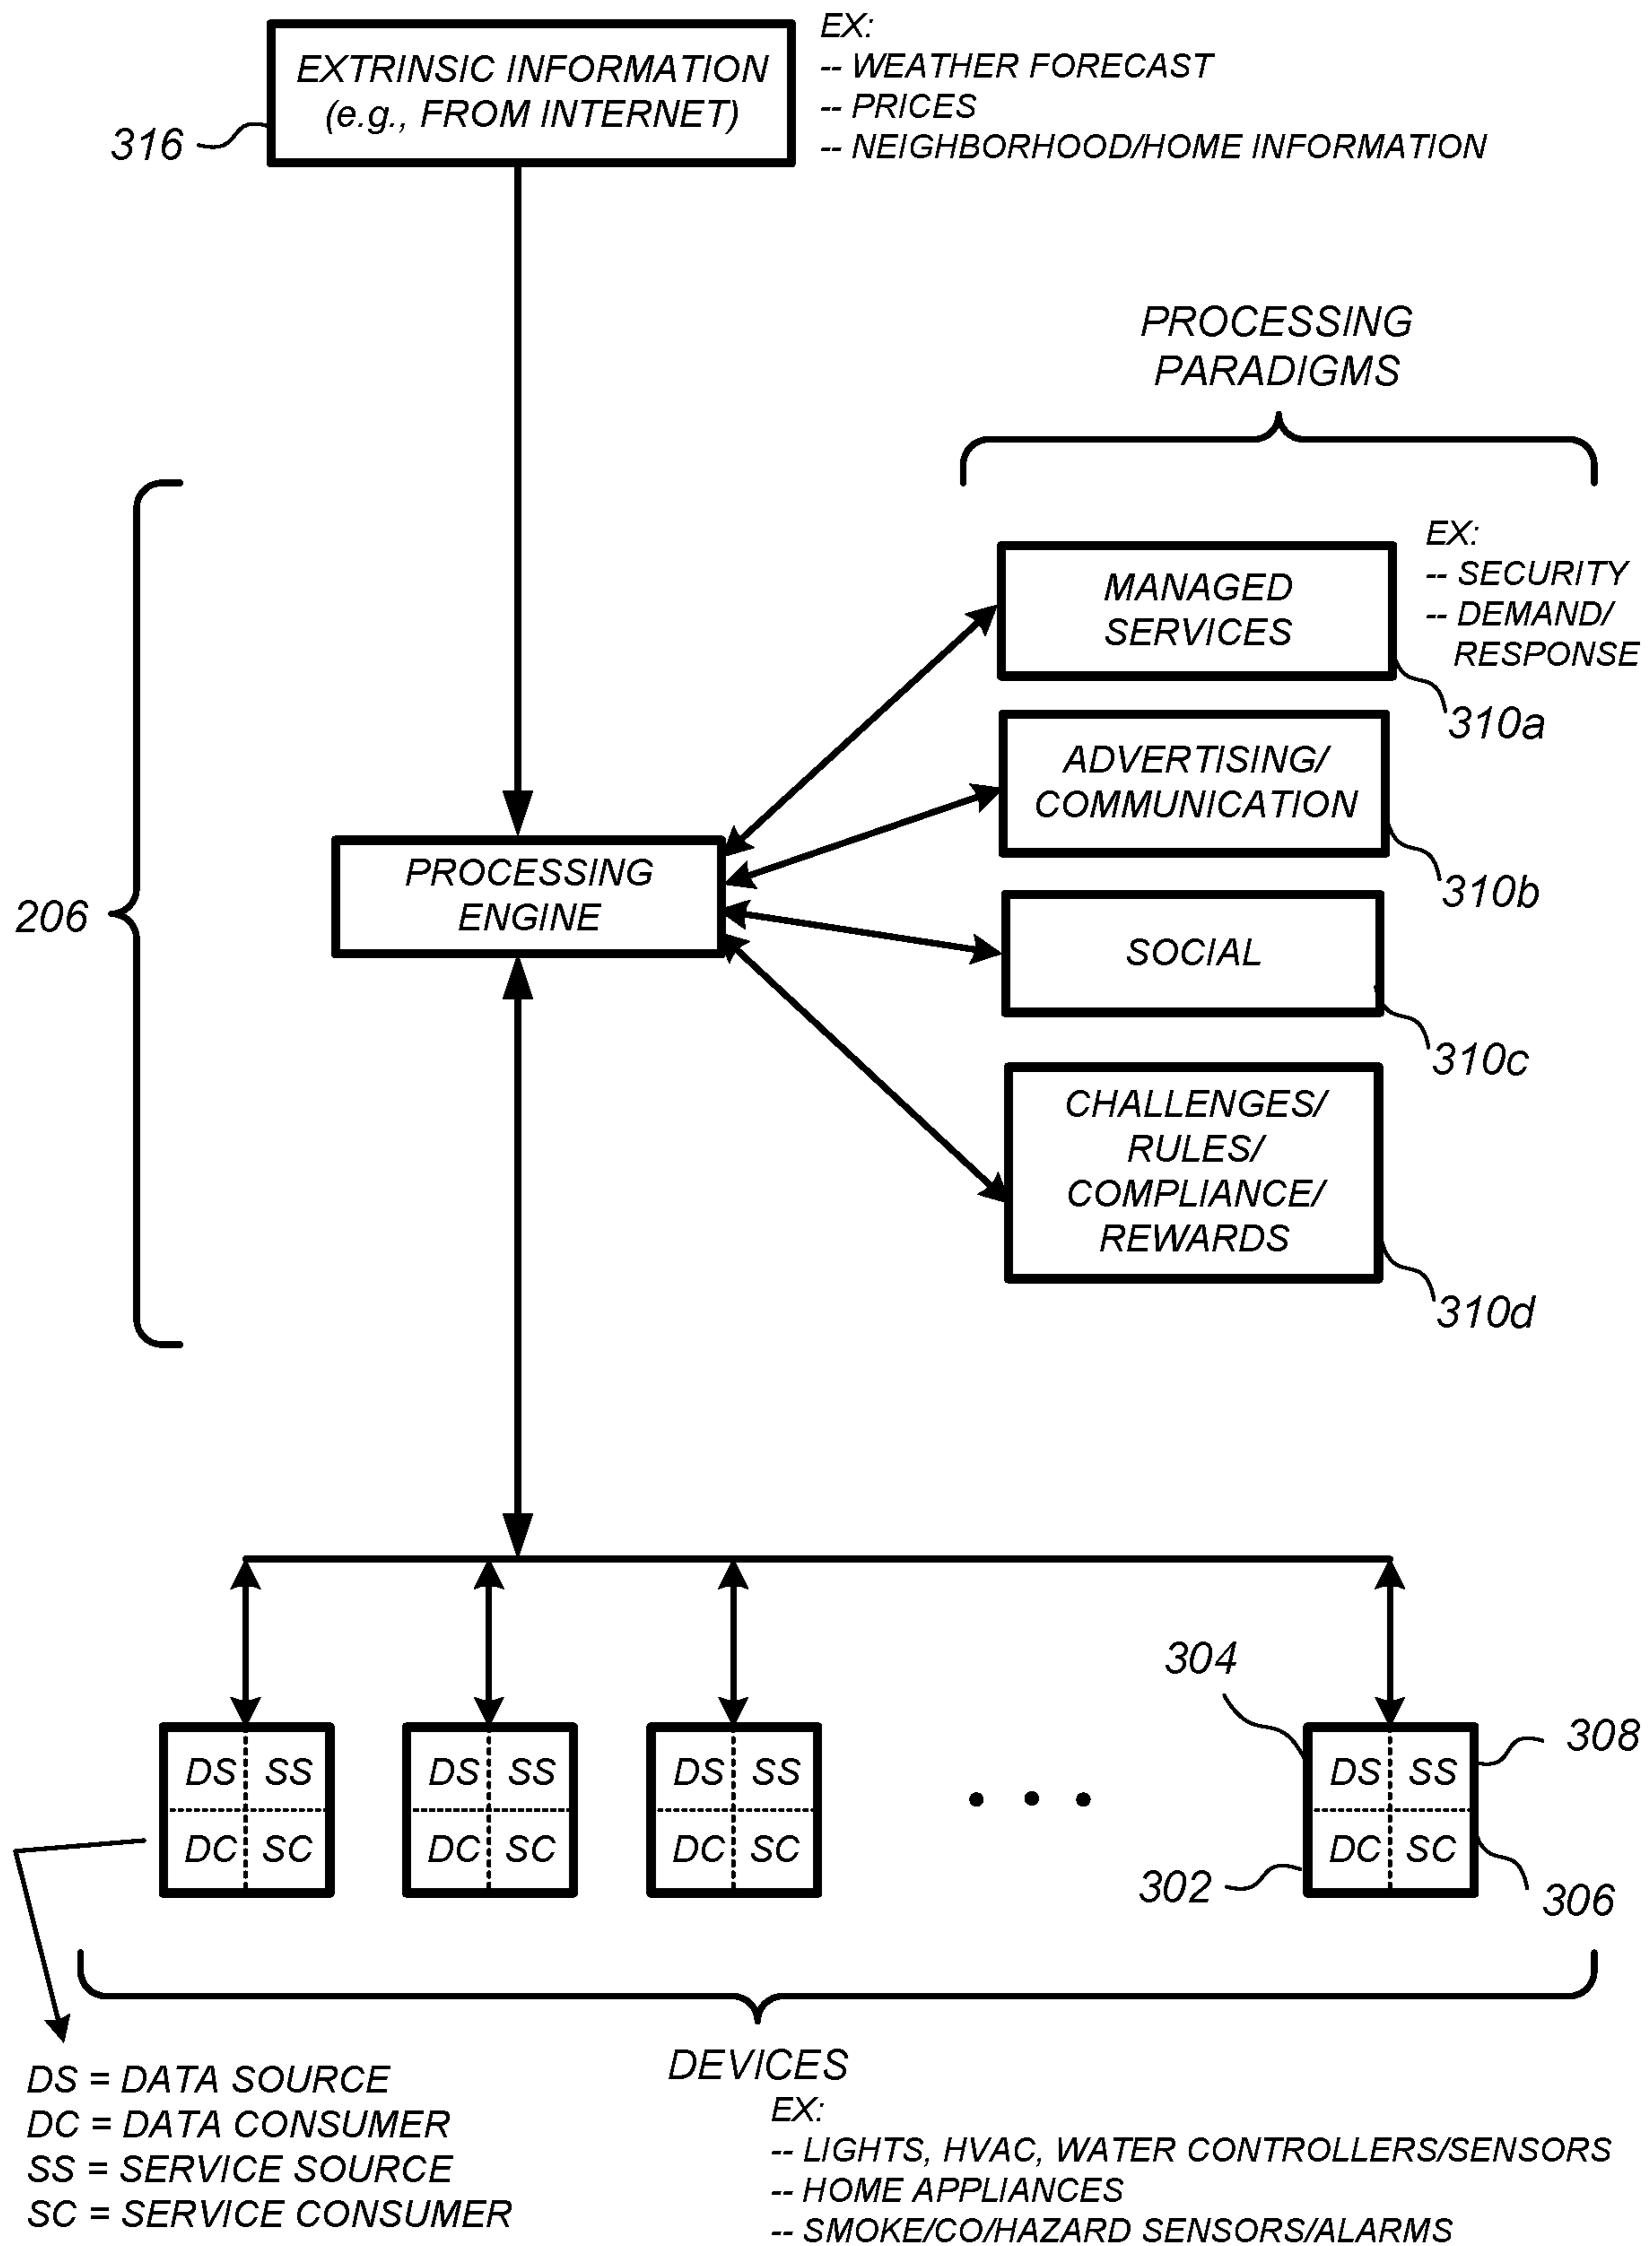 EXTRINSIC INFORMATION
(e.g., FROM INTERNET)
316
EX:
-- WEATHER FORECAST
-- PRICES
-- NEIGHBORHOOD/HOME INFORMATION
PROCESSING
PARADIGMS
206
PROCESSING
ENGINE
MANAGED
SERVICES
EX:
-- SECURITY
-- DEMAND/
RESPONSE
310a
ADVERTISING/
COMMUNICATION
310b
SOCIAL
310c
CHALLENGES/
RULES/
COMPLIANCE/
REWARDS
310d
DS SS
DC SC
DS SS
DC SC
DS SS
DC SC
304
308
DS SS
DC SC
302
306
DS = DATA SOURCE
DC = DATA CONSUMER
SS = SERVICE SOURCE
SC = SERVICE CONSUMER
DEVICES
EX:
-- LIGHTS, HVAC, WATER CONTROLLERS/SENSORS
-- HOME APPLIANCES
-- SMOKE/CO/HAZARD SENSORS/ALARMS